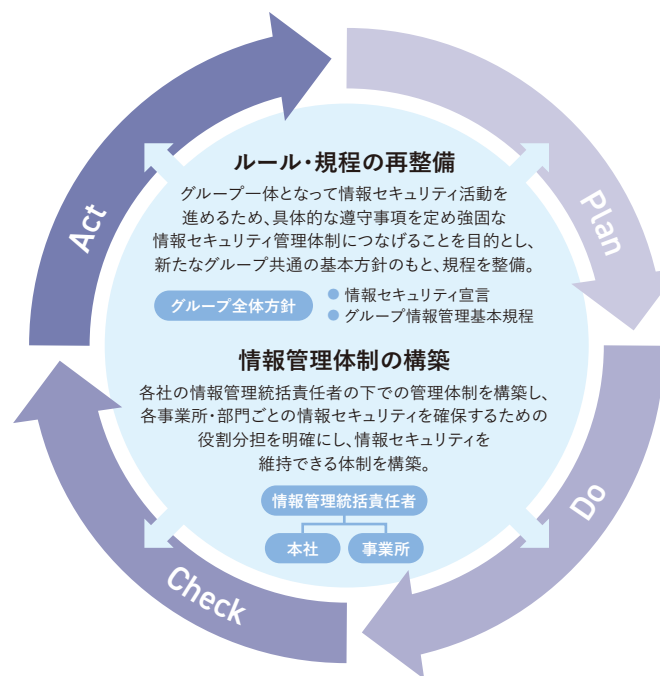 Act
Plan
ルール・規程の再整備
グループ一体となって情報セキュリティ活動を
進めるため、具体的な遵守事項を定め強固な
情報セキュリティ管理体制につなげることを目的とし、
新たなグループ共通の基本方針のもと、規程を整備。
グループ全体方針
● 情報セキュリティ宣言
● グループ情報管理基本規程
情報管理体制の構築
各社の情報管理統括責任者の下での管理体制を構築し、
各事業所・部門ごとの情報セキュリティを確保するための
役割分担を明確にし、情報セキュリティを
維持できる体制を構築。
情報管理統括責任者
本社
事業所
Do
Check